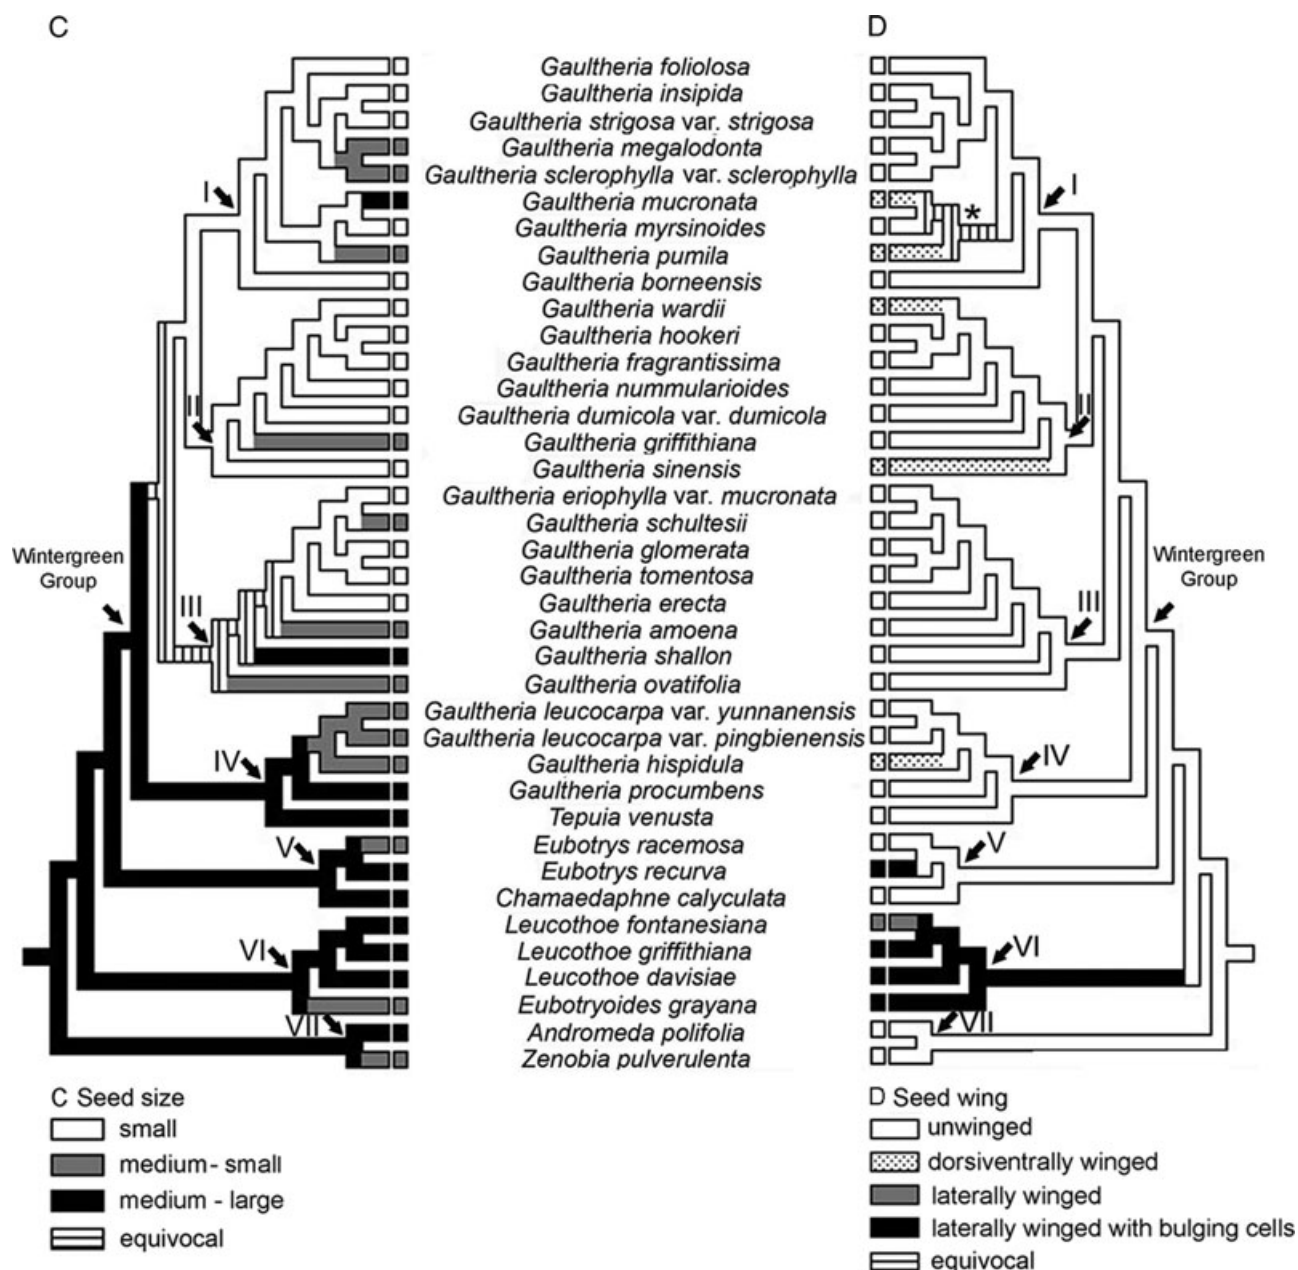 C
D
Gaultheria foliolosa
Gaultheria insipida
Gaultheria strigosa var. strigosa
Gaultheria megalodonta
Gaultheria sclerophylla var. sclerophylla
Gaultheria mucronata
Gaultheria myrsinoides
Gaultheria pumila
Gaultheria borneensis
Gaultheria wardii
Gaultheria hookeri
Gaultheria fragrantissima
Gaultheria nummularioides
Gaultheria dumicola var. dumicola
Gaultheria griffithiana
Gaultheria sinensis
Gaultheria eriophylla var. mucronata
Gaultheria schultesii
Gaultheria glomerata
Gaultheria tomentosa
Gaultheria erecta
Gaultheria amoena
Gaultheria shallon
Gaultheria ovatifolia
Gaultheria leucocarpa var. yunnanensis
Gaultheria leucocarpa var. pingbienensis
Gaultheria hispidula
Gaultheria procumbens
Tepuia venusta
Eubotrys racemosa
Eubotrys recurva
Chamaedaphne calyculata
Leucothoe fontanesiana
Leucothoe griffithiana
Leucothoe davisiae
Eubotryoides grayana
Andromeda polifolia
Zenobia pulverulenta
I
II
Wintergreen
Group
III
IV
V
VI
VII
*
I
II
Wintergreen
Group
III
IV
V
VI
VII
C Seed size
small
medium - small
medium - large
equivocal
D Seed wing
unwinged
dorsiventrally winged
laterally winged
laterally winged with bulging cells
equivocal